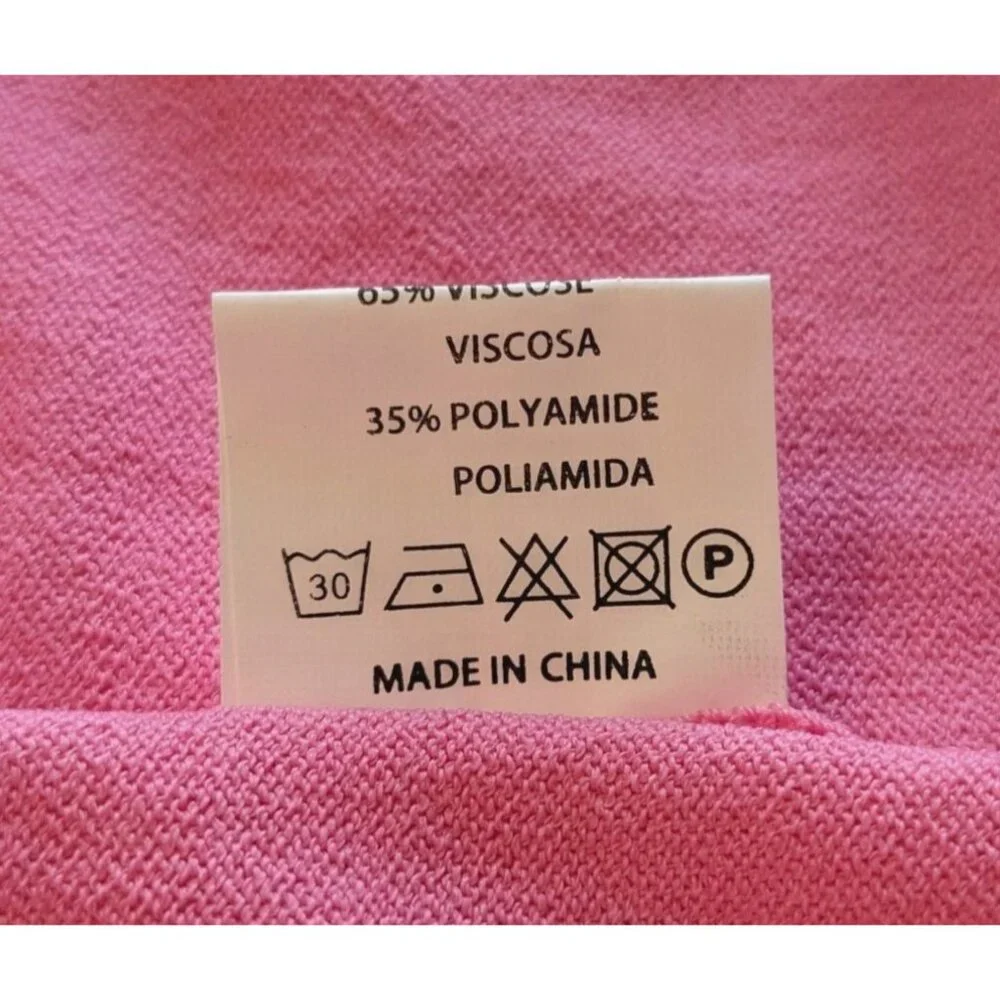 65% VISCOSE
VISCOSA
35% POLYAMIDE
POLIAMIDA
30
P
MADE IN CHINA